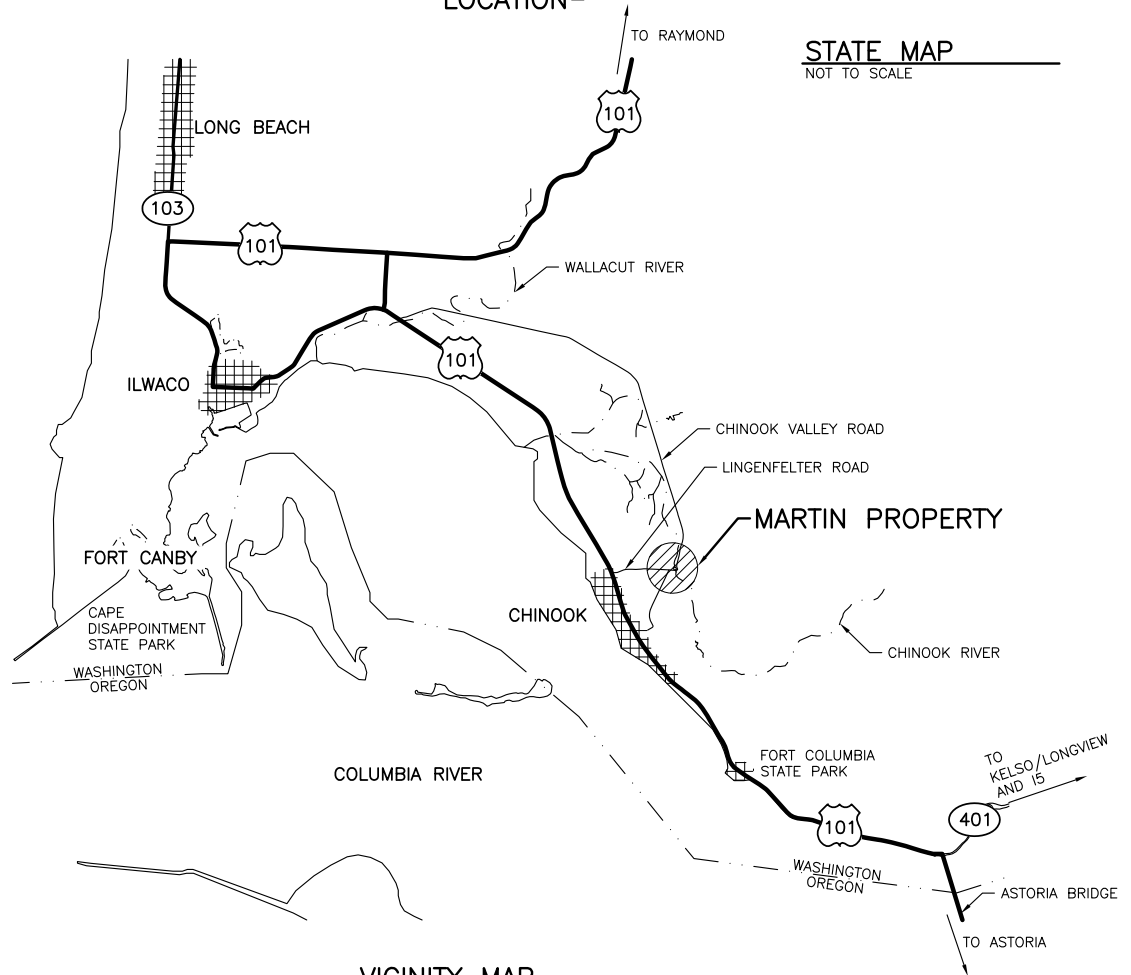 LOCATION
TO RAYMOND
STATE MAP
NOT TO SCALE
101
LONG BEACH
103
101
WALLACUT RIVER
101
ILWACO
CHINOOK VALLEY ROAD
LINGENFELTER ROAD
MARTIN PROPERTY
FORT CANBY
CAPE
DISAPPOINTMENT
STATE PARK
CHINOOK
CHINOOK RIVER
WASHINGTON
OREGON
COLUMBIA RIVER
FORT COLUMBIA
STATE PARK
TO
KELSO/LONGVIEW
AND I5
401
101
WASHINGTON
OREGON
ASTORIA BRIDGE
TO ASTORIA
VICINITY MAP